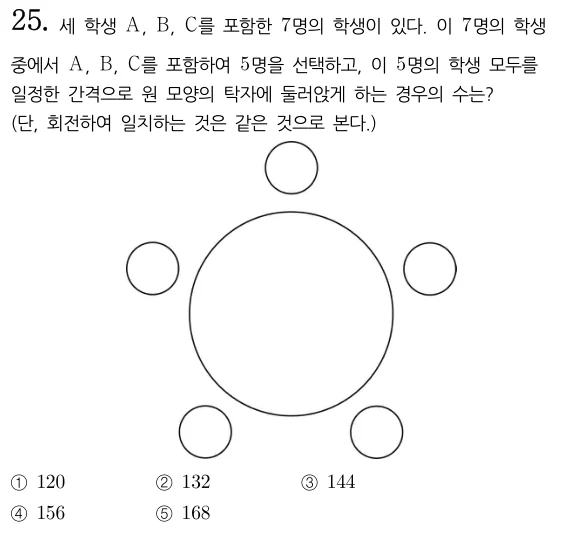 25. 세 학생 A, B, C를 포함한 7명의 학생이 있다. 이 7명의 학생
중에서 A, B, C를 포함하여 5명을 선택하고, 이 5명의 학생 모두를
일정한 간격으로 원 모양의 탁자에 둘러앉게 하는 경우의 수는?
(단, 회전하여 일치하는 것은 같은 것으로 본다.)
① 120 ② 132 ③ 144
④ 156 ⑤ 168